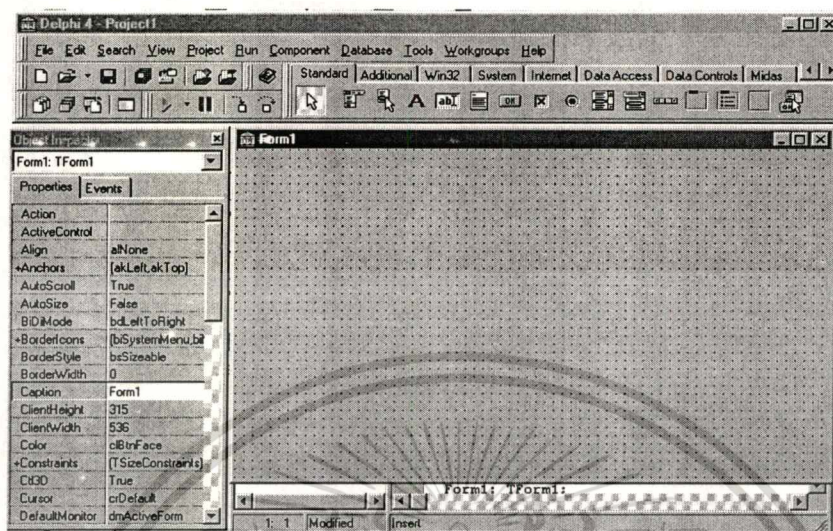 Delphi 4 - Project1
File Edit Search View Project Run Component Database Tools Workgroups Help
Standard Additional Win32 System Internet Data Access Data Controls Midas
A abI OK
Object Inspector
Form1: TForm1
Properties Events
Action
ActiveControl
Align alNone
+Anchors [akLeft,akTop]
AutoScroll True
AutoSize False
BiDiMode bdLeftToRight
+BorderIcons [biSystemMenu,bi
BorderStyle bsSizeable
BorderWidth 0
Caption Form1
ClientHeight 315
ClientWidth 536
Color clBtnFace
+Constraints (TSizeConstraints)
Ctl3D True
Cursor crDefault
DefaultMonitor dmActiveForm
Form1
Form1: TForm1;
1: 1 Modified Insert